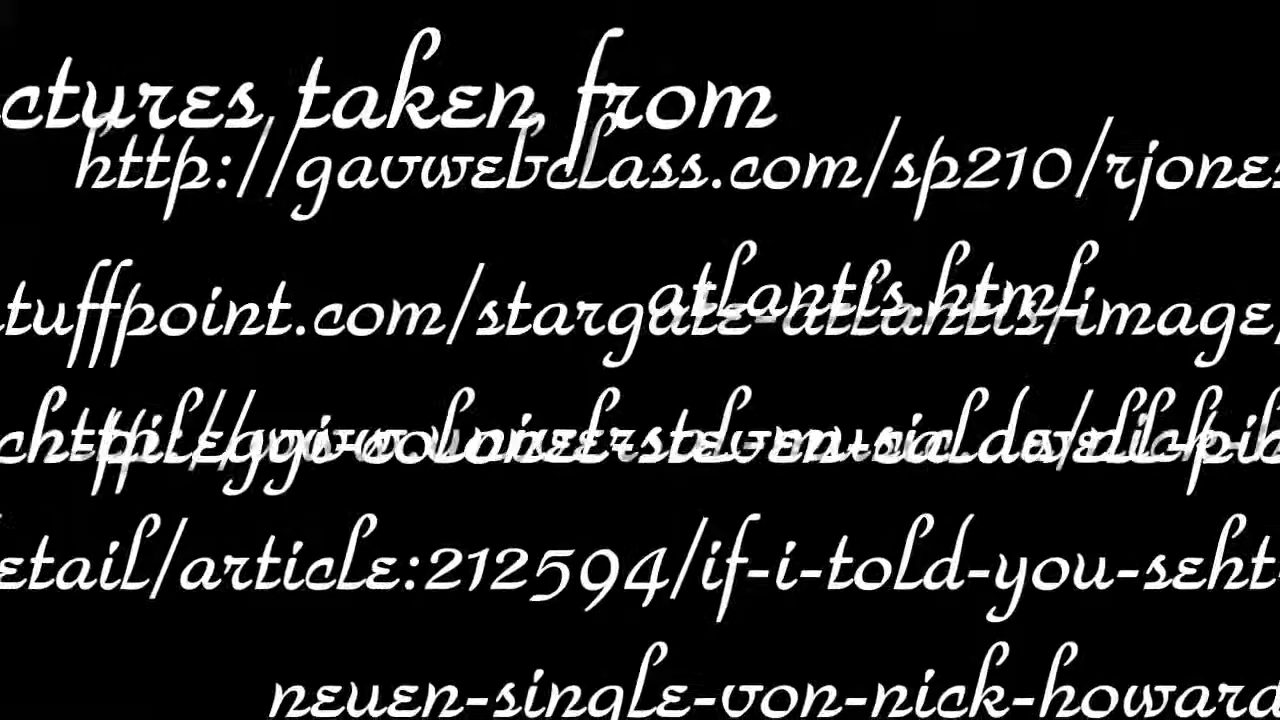 ctures taken from
http://gavwebclass.com/sp210/rjones
atlantis.html
tuffpoint.com/stargate-atlantis/image/
etail/article:212594/if-i-told-you-seht-
neuen-single-von-nick-howard